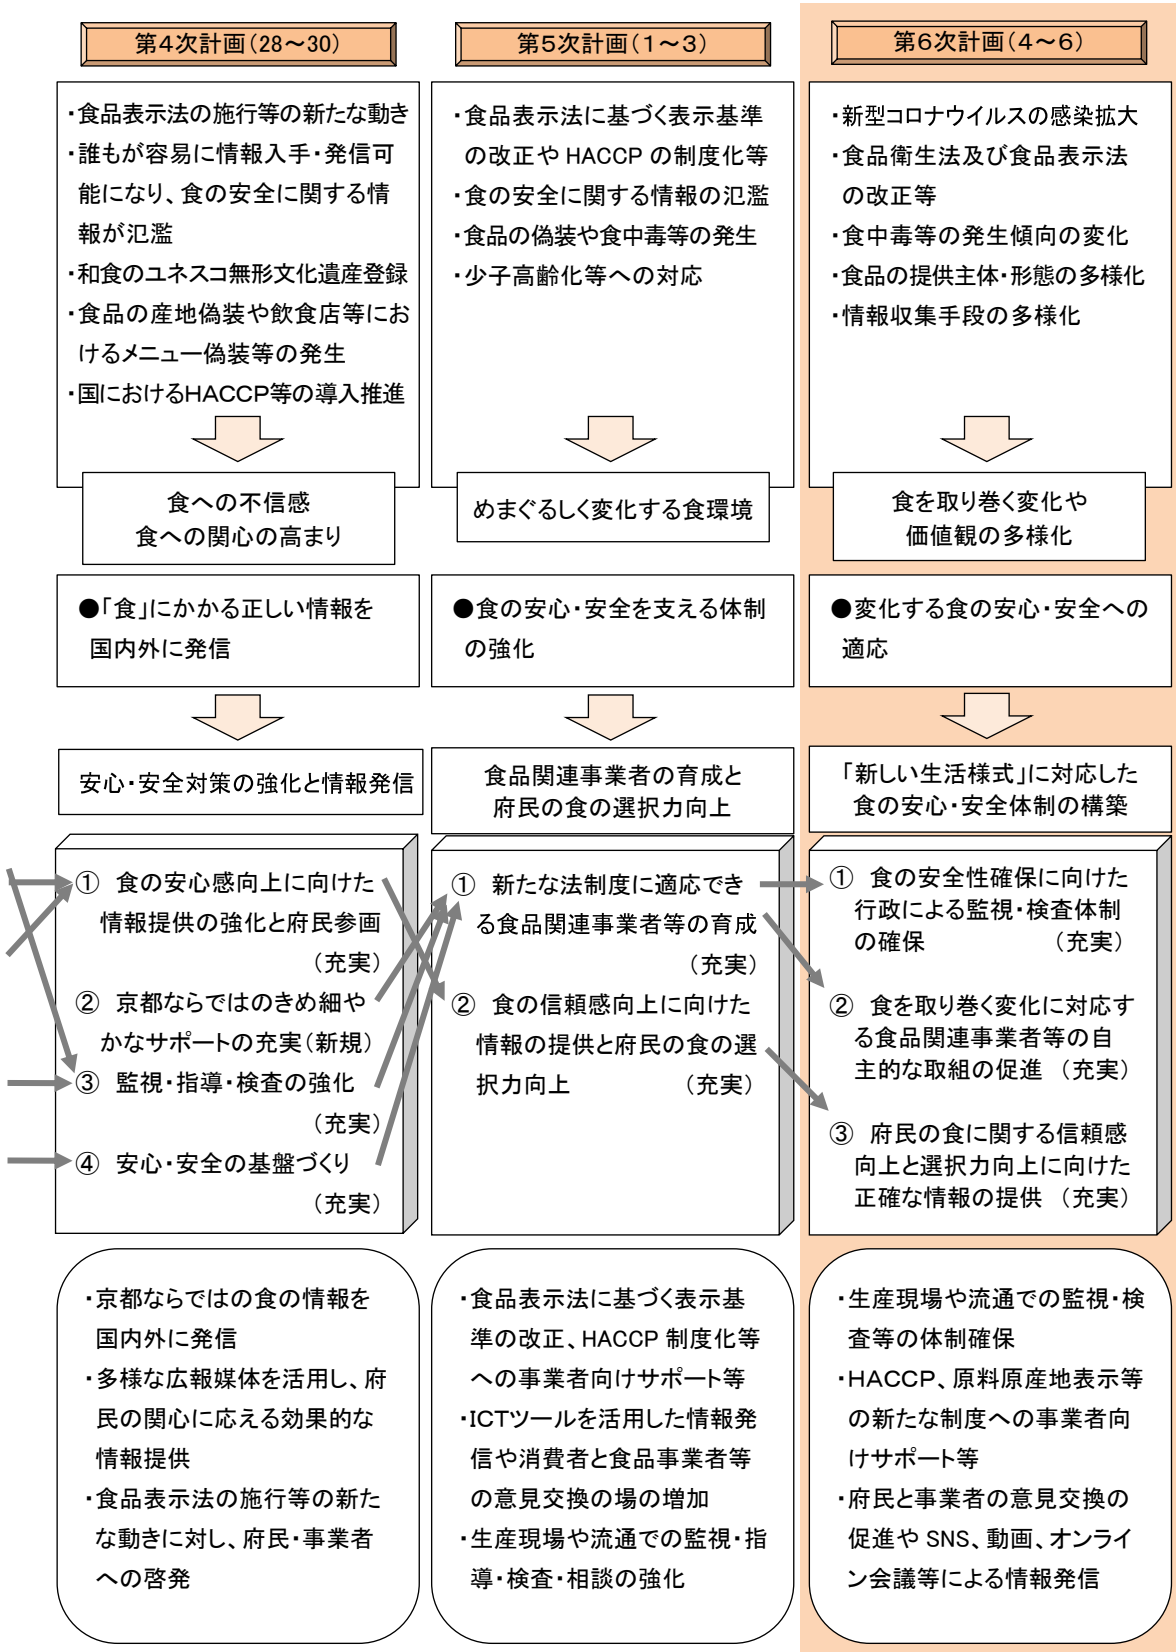 第4次計画(28～30)
・食品表示法の施行等の新たな動き
・誰もが容易に情報入手・発信可
能になり、食の安全に関する情
報が氾濫
・和食のユネスコ無形文化遺産登録
・食品の産地偽装や飲食店等にお
けるメニュー偽装等の発生
・国におけるHACCP等の導入推進
食への不信感
食への関心の高まり
●「食」にかかる正しい情報を
国内外に発信
安心・安全対策の強化と情報発信
① 食の安心感向上に向けた
情報提供の強化と府民参画
（充実）
② 京都ならではのきめ細や
かなサポートの充実（新規）
③ 監視・指導・検査の強化
（充実）
④ 安心・安全の基盤づくり
（充実）
・京都ならではの食の情報を
国内外に発信
・多様な広報媒体を活用し、府
民の関心に応える効果的な
情報提供
・食品表示法の施行等の新た
な動きに対し、府民・事業者
への啓発
第5次計画(1～3)
・食品表示法に基づく表示基準
の改正や HACCP の制度化等
・食の安全に関する情報の氾濫
・食品の偽装や食中毒等の発生
・少子高齢化等への対応
めまぐるしく変化する食環境
●食の安心・安全を支える体制
の強化
食品関連事業者の育成と
府民の食の選択力向上
① 新たな法制度に適応でき
る食品関連事業者等の育成
（充実）
② 食の信頼感向上に向けた
情報の提供と府民の食の選
択力向上 （充実）
・食品表示法に基づく表示基
準の改正、HACCP 制度化等
への事業者向けサポート等
・ICTツールを活用した情報発
信や消費者と食品事業者等
の意見交換の場の増加
・生産現場や流通での監視・指
導・検査・相談の強化
第6次計画(4～6)
・新型コロナウイルスの感染拡大
・食品衛生法及び食品表示法
の改正等
・食中毒等の発生傾向の変化
・食品の提供主体・形態の多様化
・情報収集手段の多様化
食を取り巻く変化や
価値観の多様化
●変化する食の安心・安全への
適応
「新しい生活様式」に対応した
食の安心・安全体制の構築
① 食の安全性確保に向けた
行政による監視・検査体制
の確保 （充実）
② 食を取り巻く変化に対応す
る食品関連事業者等の自
主的な取組の促進 （充実）
③ 府民の食に関する信頼感
向上と選択力向上に向けた
正確な情報の提供 （充実）
・生産現場や流通での監視・検
査等の体制確保
・HACCP、原料原産地表示等
の新たな制度への事業者向
けサポート等
・府民と事業者の意見交換の
促進や SNS、動画、オンライ
ン会議等による情報発信